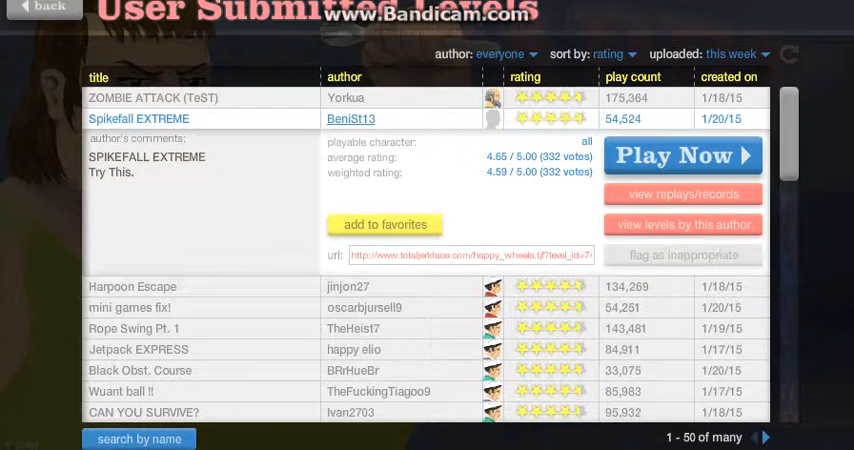 back
User Submitted Levels
www.Bandicam.com
author: everyone sort by: rating uploaded: this week
title author rating play count created on
ZOMBIE ATTACK (TeST) Yorkua 175,364 1/18/15
Spikefall EXTREME BeniSt13 54,524 1/20/15
author's comments:
SPIKEFALL EXTREME
Try This.
playable character: all
average rating: 4.65 / 5.00 (332 votes)
weighted rating: 4.59 / 5.00 (332 votes)
add to favorites
url: http://www.totaljerkface.com/happy_wheels.tjf?level_id=7
Play Now
view replays/records
view levels by this author
flag as inappropriate
Harpoon Escape jinjon27 134,269 1/18/15
mini games fix! oscarbjursell9 54,251 1/20/15
Rope Swing Pt. 1 TheHeist7 143,481 1/19/15
Jetpack EXPRESS happy elio 84,911 1/17/15
Black Obst. Course BRrHueBr 33,075 1/20/15
Wuant ball !! TheFuckingTiagoo9 85,983 1/17/15
CAN YOU SURVIVE? Ivan2703 95,932 1/18/15
search by name
1 - 50 of many